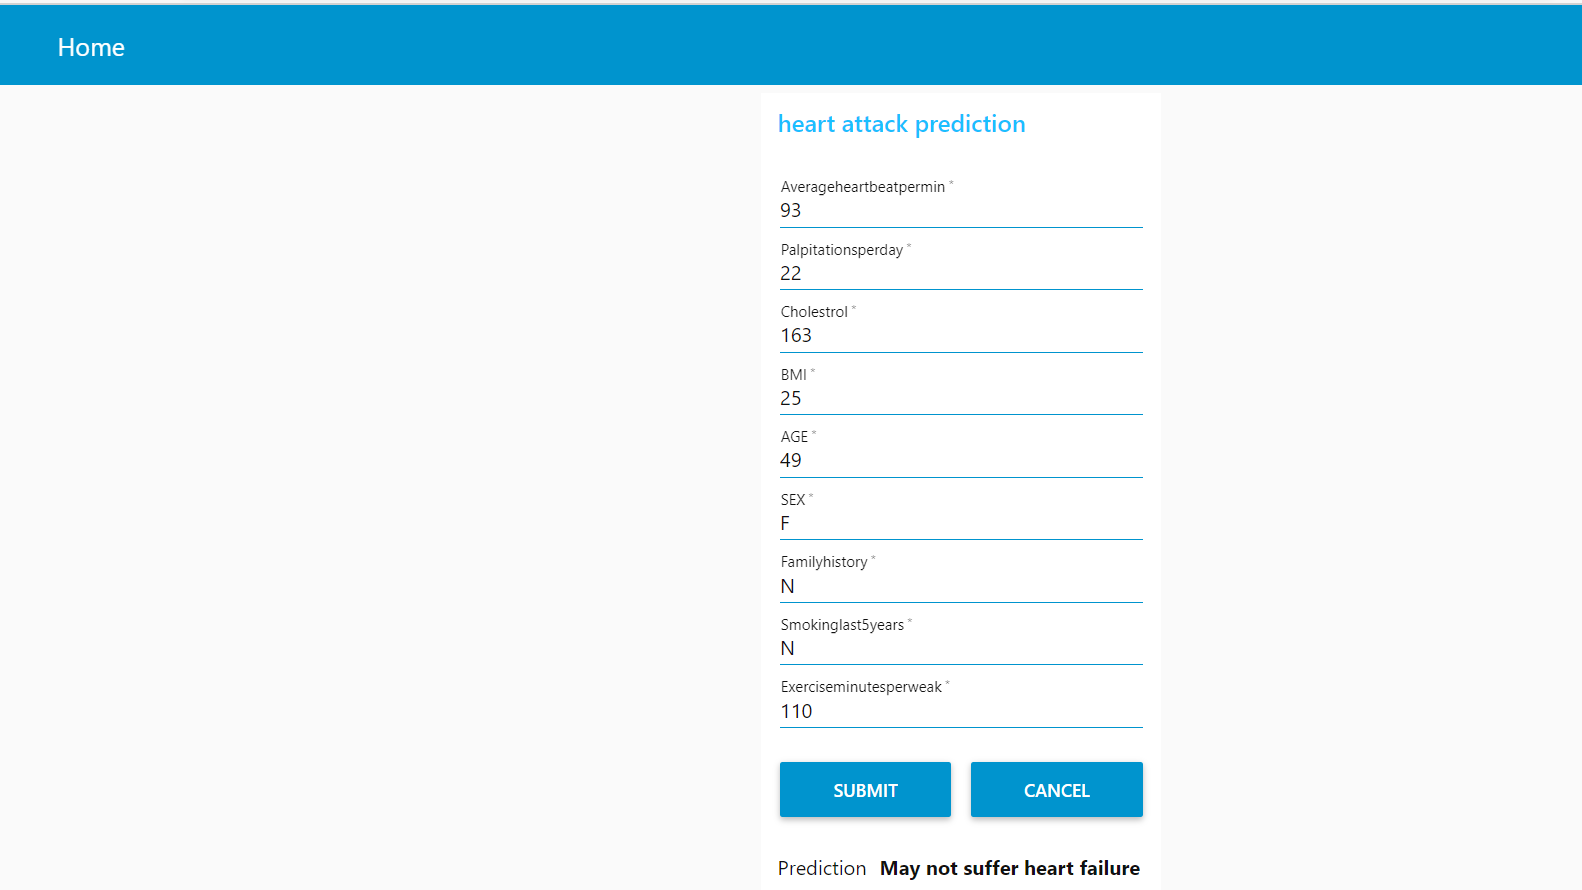 Home
heart attack prediction
Averageheartbeatpermin *
93
Palpitationsperday *
22
Cholestrol *
163
BMI *
25
AGE *
49
SEX *
F
Familyhistory *
N
Smokinglast5years *
N
Exerciseminutesperweak *
110
SUBMIT CANCEL
Prediction May not suffer heart failure